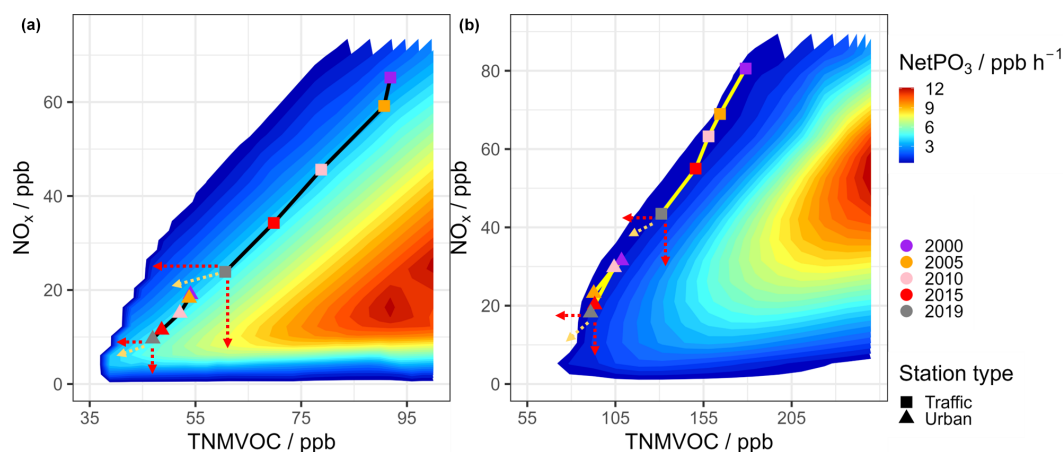 (a)
NOx / ppb
60
40
20
0
35
55
75
95
TNMVOC / ppb
(b)
NOx / ppb
80
60
40
20
0
55
105
155
205
TNMVOC / ppb
NetPO3 / ppb h−1
12
9
6
3
2000
2005
2010
2015
2019
Station type
Traffic
Urban